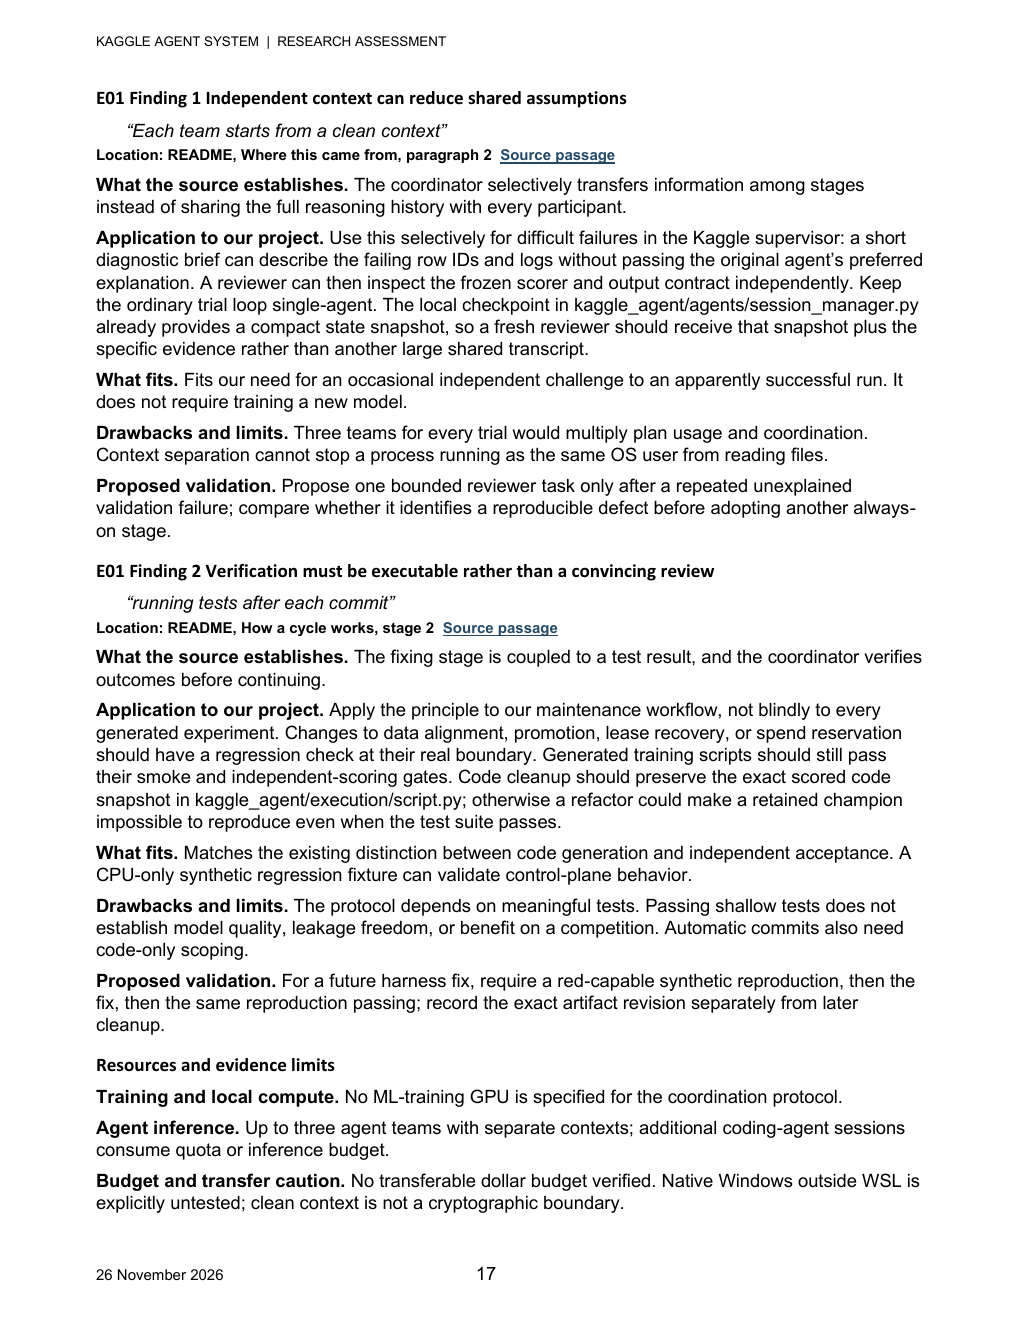 KAGGLE AGENT SYSTEM | RESEARCH ASSESSMENT
E01 Finding 1 Independent context can reduce shared assumptions
“Each team starts from a clean context”
Location: README, Where this came from, paragraph 2 Source passage
What the source establishes. The coordinator selectively transfers information among stages
instead of sharing the full reasoning history with every participant.
Application to our project. Use this selectively for difficult failures in the Kaggle supervisor: a short
diagnostic brief can describe the failing row IDs and logs without passing the original agent’s preferred
explanation. A reviewer can then inspect the frozen scorer and output contract independently. Keep
the ordinary trial loop single-agent. The local checkpoint in kaggle_agent/agents/session_manager.py
already provides a compact state snapshot, so a fresh reviewer should receive that snapshot plus the
specific evidence rather than another large shared transcript.
What fits. Fits our need for an occasional independent challenge to an apparently successful run. It
does not require training a new model.
Drawbacks and limits. Three teams for every trial would multiply plan usage and coordination.
Context separation cannot stop a process running as the same OS user from reading files.
Proposed validation. Propose one bounded reviewer task only after a repeated unexplained
validation failure; compare whether it identifies a reproducible defect before adopting another always-
on stage.
E01 Finding 2 Verification must be executable rather than a convincing review
“running tests after each commit”
Location: README, How a cycle works, stage 2 Source passage
What the source establishes. The fixing stage is coupled to a test result, and the coordinator verifies
outcomes before continuing.
Application to our project. Apply the principle to our maintenance workflow, not blindly to every
generated experiment. Changes to data alignment, promotion, lease recovery, or spend reservation
should have a regression check at their real boundary. Generated training scripts should still pass
their smoke and independent-scoring gates. Code cleanup should preserve the exact scored code
snapshot in kaggle_agent/execution/script.py; otherwise a refactor could make a retained champion
impossible to reproduce even when the test suite passes.
What fits. Matches the existing distinction between code generation and independent acceptance. A
CPU-only synthetic regression fixture can validate control-plane behavior.
Drawbacks and limits. The protocol depends on meaningful tests. Passing shallow tests does not
establish model quality, leakage freedom, or benefit on a competition. Automatic commits also need
code-only scoping.
Proposed validation. For a future harness fix, require a red-capable synthetic reproduction, then the
fix, then the same reproduction passing; record the exact artifact revision separately from later
cleanup.
Resources and evidence limits
Training and local compute. No ML-training GPU is specified for the coordination protocol.
Agent inference. Up to three agent teams with separate contexts; additional coding-agent sessions
consume quota or inference budget.
Budget and transfer caution. No transferable dollar budget verified. Native Windows outside WSL is
explicitly untested; clean context is not a cryptographic boundary.
26 November 2026 17